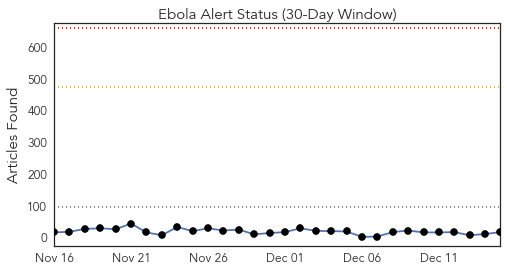 Ebola Alert Status (30-Day Window)
Articles Found
600
500
400
300
200
100
0
Nov 16 Nov 21 Nov 26 Dec 01 Dec 06 Dec 11